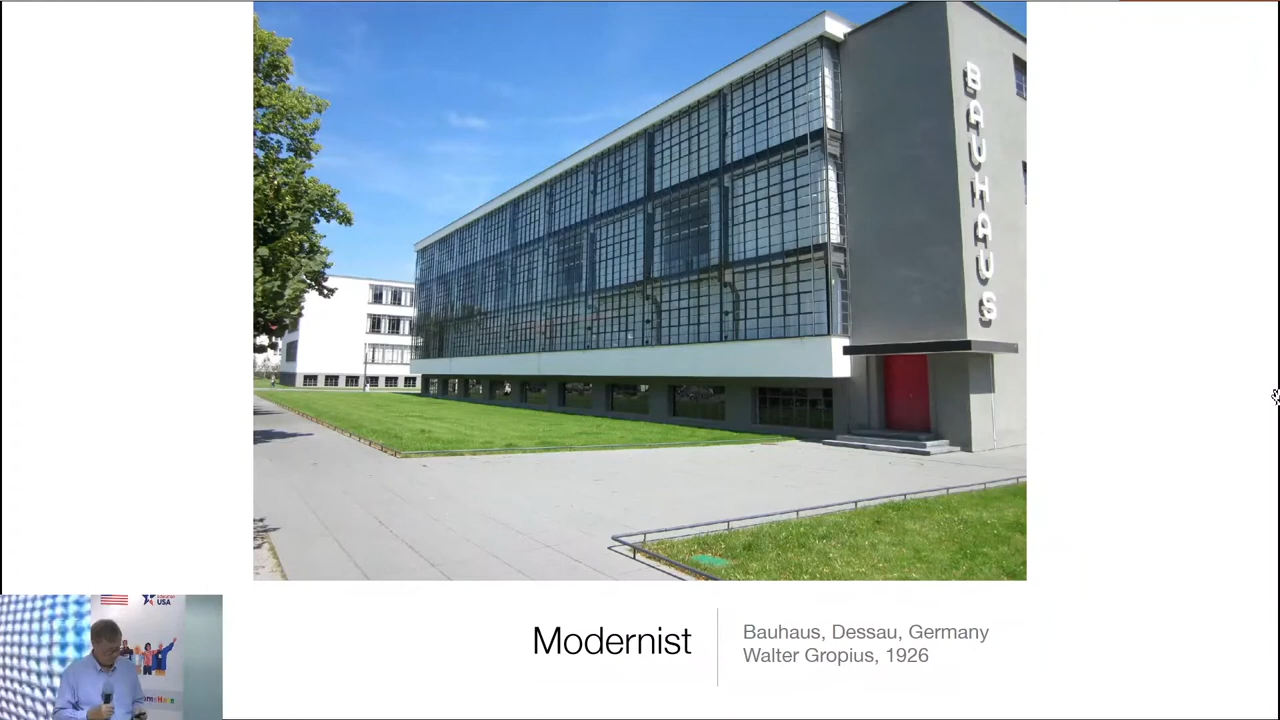 BAUHAUS
Modernist
Bauhaus, Dessau, Germany
Walter Gropius, 1926
USA